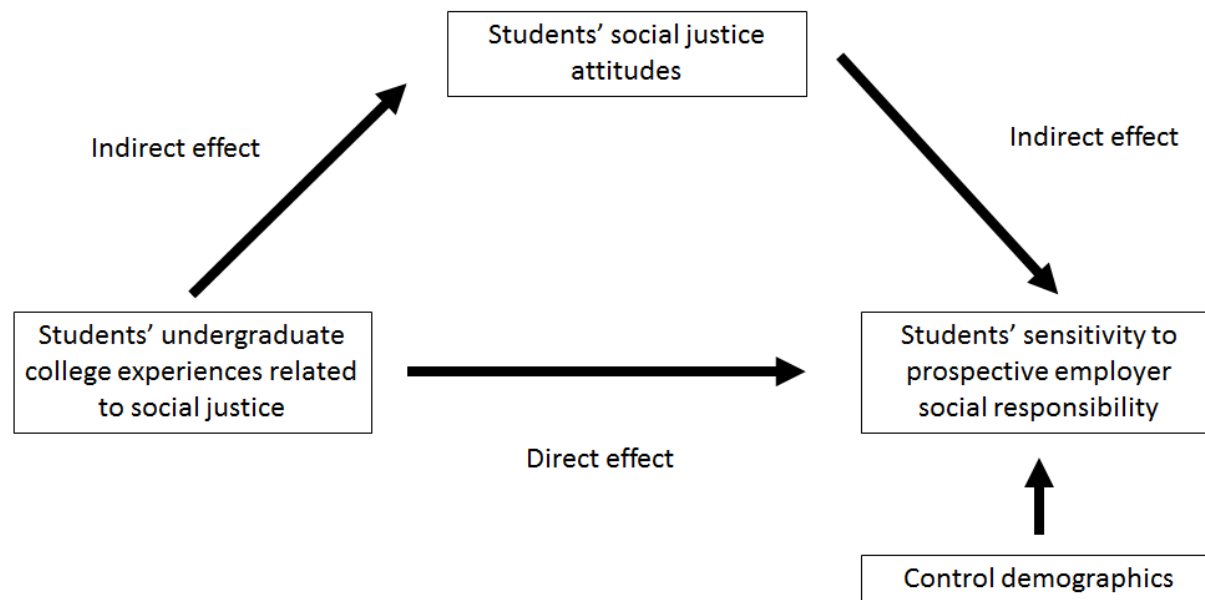 Students’ social justice
attitudes
Indirect effect
Indirect effect
Students’ undergraduate
college experiences related
to social justice
Students’ sensitivity to
prospective employer
social responsibility
Direct effect
Control demographics